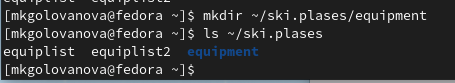 [mkgolovanova@fedora ~]$ mkdir ~/ski.plases/equipment
[mkgolovanova@fedora ~]$ ls ~/ski.plases
equiplist  equiplist2  equipment
[mkgolovanova@fedora ~]$